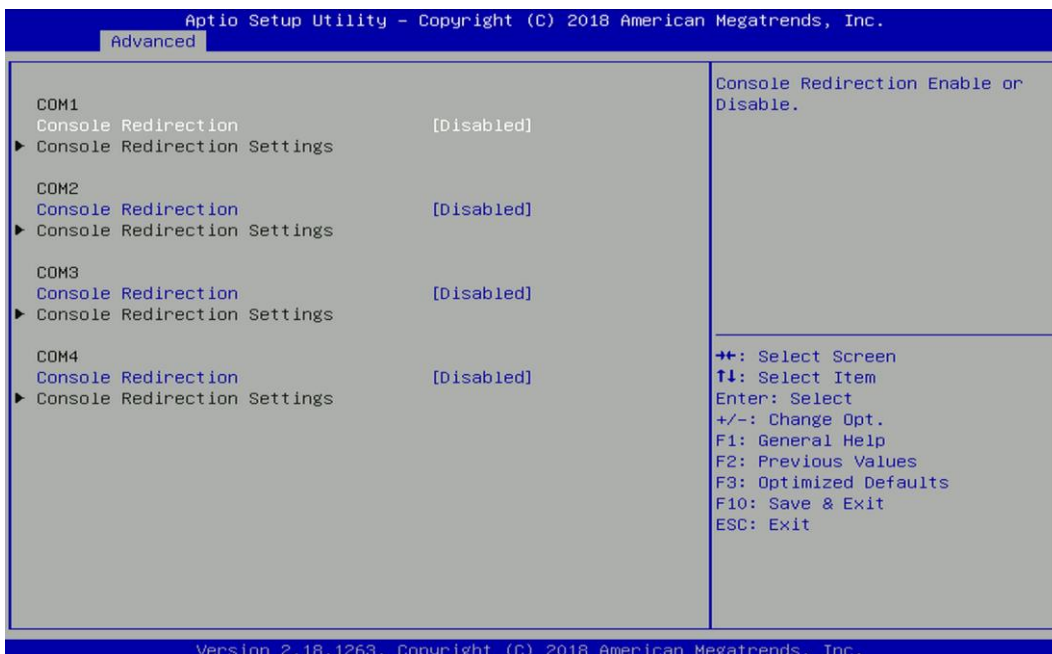 Aptio Setup Utility – Copyright (C) 2018 American Megatrends, Inc.
Advanced
COM1
Console Redirection [Disabled]
► Console Redirection Settings
COM2
Console Redirection [Disabled]
► Console Redirection Settings
COM3
Console Redirection [Disabled]
► Console Redirection Settings
COM4
Console Redirection [Disabled]
► Console Redirection Settings
Console Redirection Enable or
Disable.
→←: Select Screen
↑↓: Select Item
Enter: Select
+/-: Change Opt.
F1: General Help
F2: Previous Values
F3: Optimized Defaults
F10: Save & Exit
ESC: Exit
Version 2.18.1263. Copyright (C) 2018 American Megatrends, Inc.